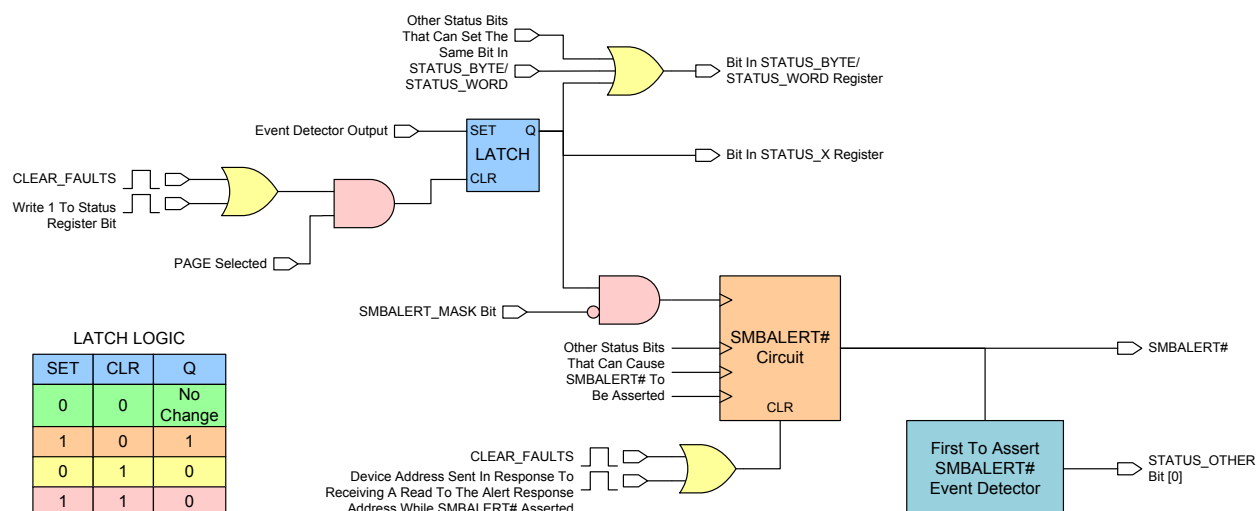 Other Status Bits
That Can Set The
Same Bit In
STATUS_BYTE/
STATUS_WORD
Bit In STATUS_BYTE/
STATUS_WORD Register
Event Detector Output
SET Q
LATCH
CLR
Bit In STATUS_X Register
CLEAR_FAULTS
Write 1 To Status
Register Bit
PAGE Selected
SMBALERT_MASK Bit
Other Status Bits
That Can Cause
SMBALERT# To
Be Asserted
SMBALERT#
Circuit
CLR
SMBALERT#
CLEAR_FAULTS
Device Address Sent In Response To
Receiving A Read To The Alert Response
Address While SMBALERT# Asserted
First To Assert
SMBALERT#
Event Detector
STATUS_OTHER
Bit [0]
LATCH LOGIC
SET CLR Q
0 0 No
Change
1 0 1
0 1 0
1 1 0